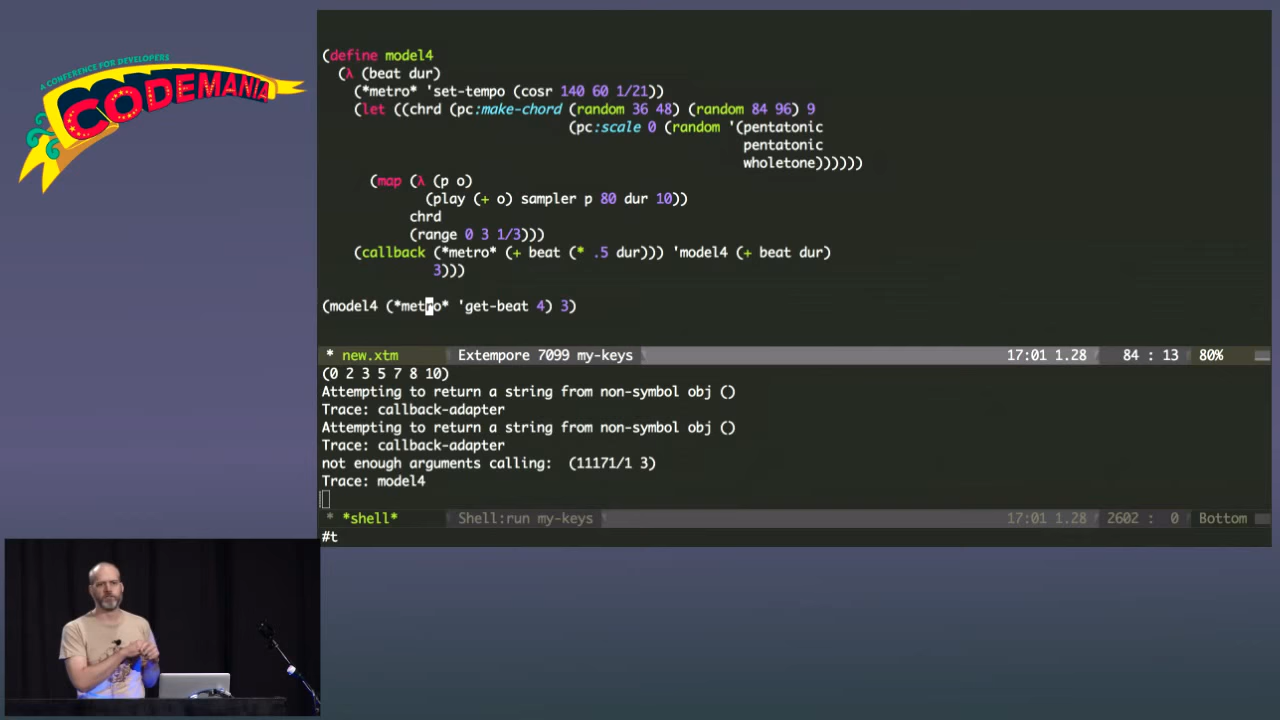 A CONFERENCE FOR DEVELOPERS
CODEMANIA
(define model4
(λ (beat dur)
(*metro* 'set-tempo (cosr 140 60 1/21))
(let ((chrd (pc:make-chord (random 36 48) (random 84 96) 9
(pc:scale 0 (random '(pentatonic
pentatonic
wholetone))))))
(map (λ (p o)
(play (+ o) sampler p 80 dur 10))
chrd
(range 0 3 1/3)))
(callback (*metro* (+ beat (* .5 dur))) 'model4 (+ beat dur)
3)))
(model4 (*metro* 'get-beat 4) 3)
* new.xtm Extempore 7099 my-keys 17:01 1.28 84 : 13 80%
(0 2 3 5 7 8 10)
Attempting to return a string from non-symbol obj ()
Trace: callback-adapter
Attempting to return a string from non-symbol obj ()
Trace: callback-adapter
not enough arguments calling: (11171/1 3)
Trace: model4
* *shell* Shell:run my-keys 17:01 1.28 2602 : 0 Bottom
#t